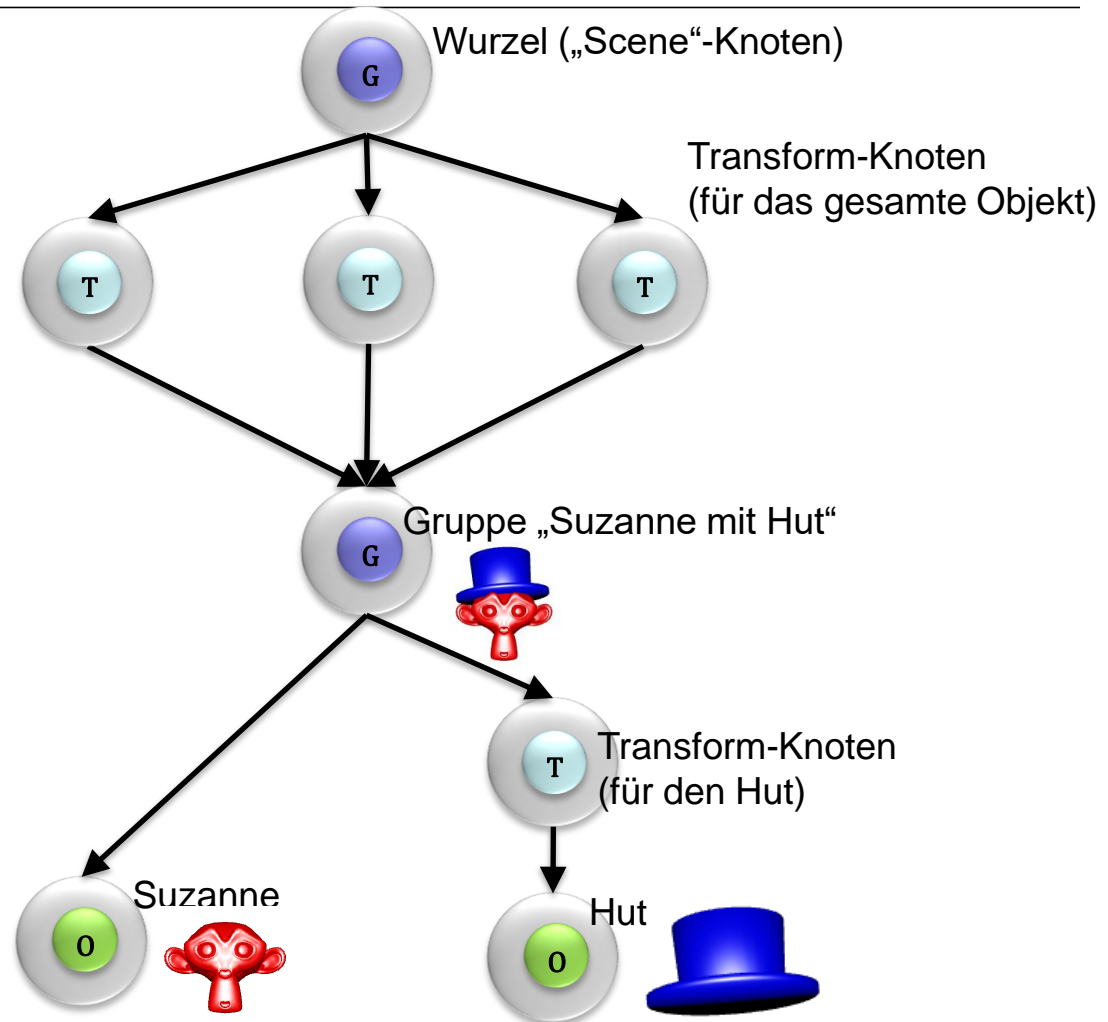 Wurzel („Scene“-Knoten)
G
Transform-Knoten
(für das gesamte Objekt)
T
T
T
Gruppe „Suzanne mit Hut“
G
Transform-Knoten
(für den Hut)
T
Suzanne
O
Hut
O